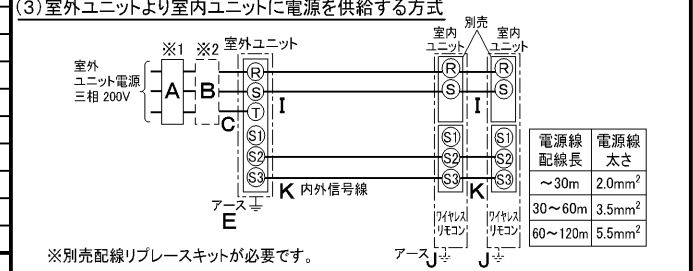 (3)室外ユニットより室内ユニットに電源を供給する方式
別売
※1 ※2 室外ユニット
室内
ユニット
室内
ユニット
室外
ユニット電源
三相 200V
A
B
C
R
S
T
S1
S2
S3
I
R
S
S1
S2
S3
I
R
S
S1
S2
S3
K 内外信号線
K
アース
E
ワイヤレス
リモコン
ワイヤレス
リモコン
アース J
J
電源線
配線長
電源線
太さ
～30m 2.0mm²
30～60m 3.5mm²
60～120m 5.5mm²
※別売配線リプレースキットが必要です。